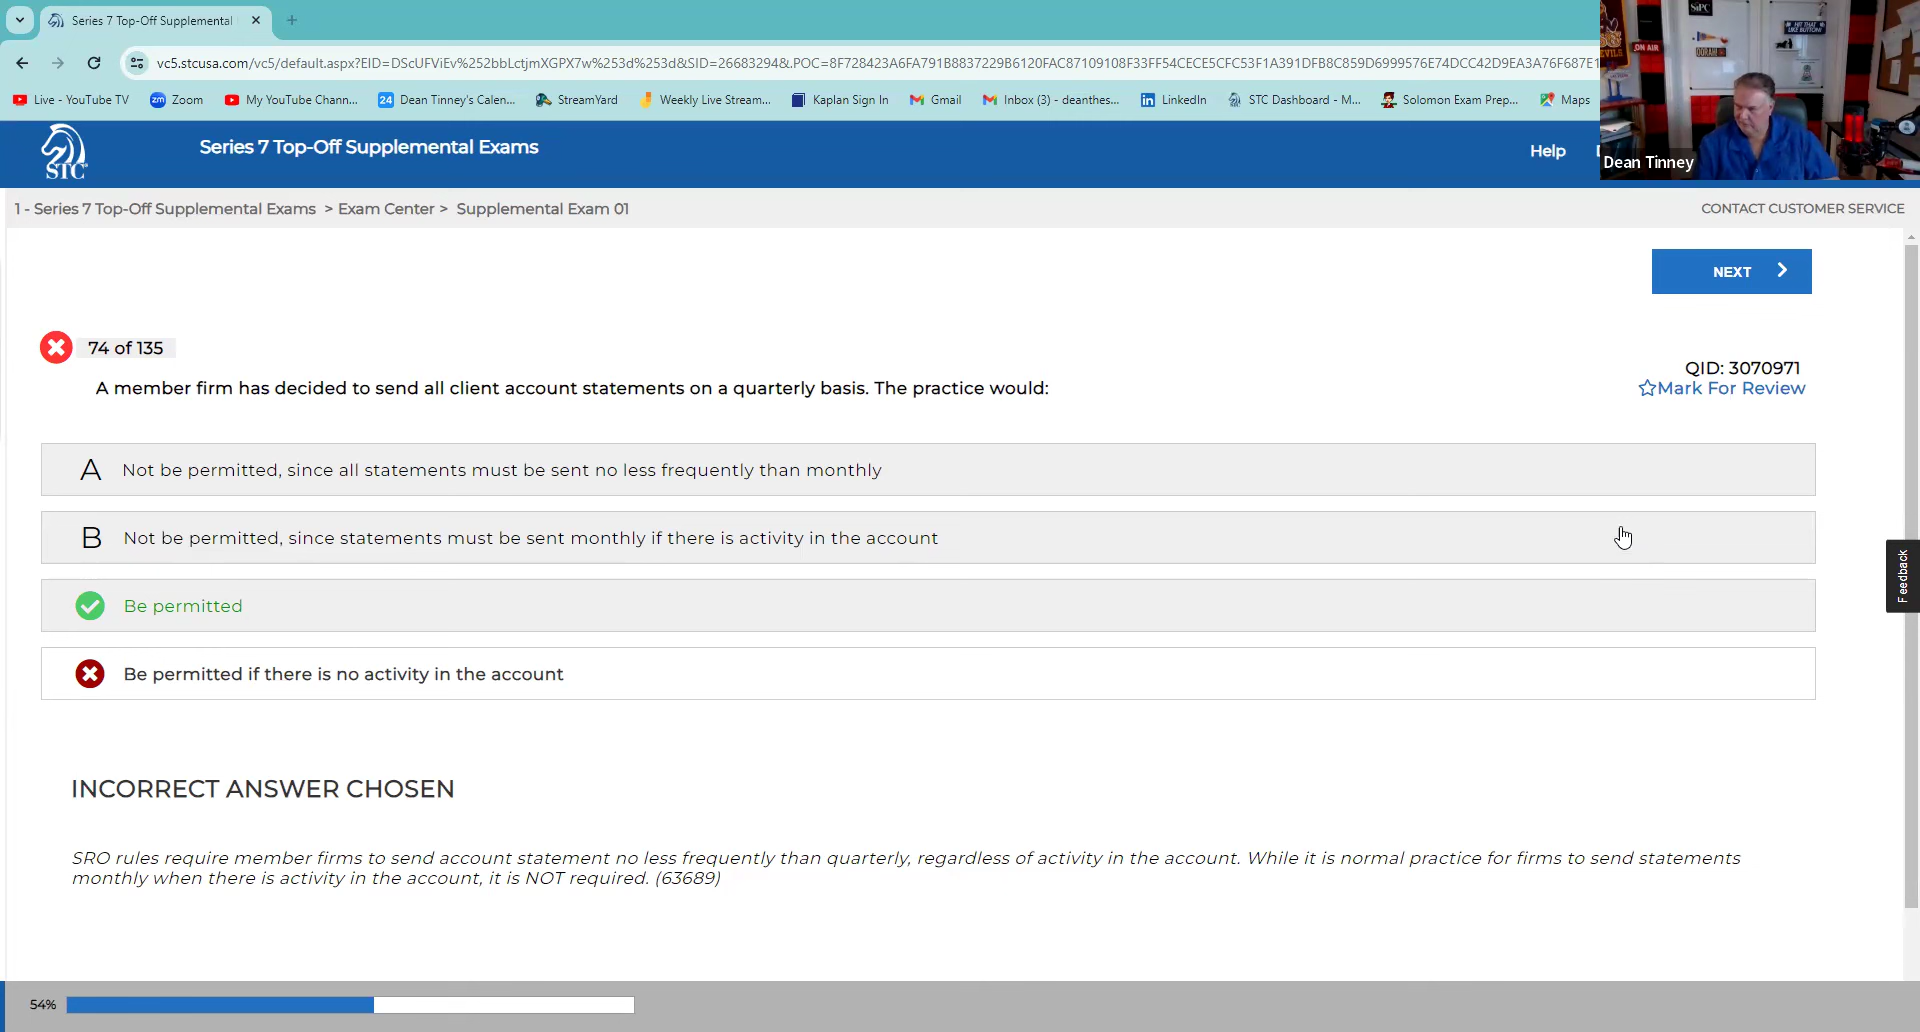 Series 7 Top-Off Supplemental
vc5.stcusa.com/vc5/default.aspx?EID=DScUFViEv%252bbLctjmXGPX7w%253d%253d&SID=26683294&.POC=8F728423A6FA791B8837229B6120FAC87109108F33FF54CECE5CFC53F1A391DFB8C859D6999576E74DCC42D9EA3A76F687E1
Live - YouTube TV
Zoom
My YouTube Chann...
24
Dean Tinney's Calen...
StreamYard
Weekly Live Stream...
Kaplan Sign In
Gmail
Inbox (3) - deanthes...
LinkedIn
STC Dashboard - M...
Solomon Exam Prep...
Maps
SIPC
ON AIR
HIT THAT
LIKE BUTTON!
Dean Tinney
STC
Series 7 Top-Off Supplemental Exams
Help
1 - Series 7 Top-Off Supplemental Exams > Exam Center > Supplemental Exam 01
CONTACT CUSTOMER SERVICE
NEXT
74 of 135
QID: 3070971
Mark For Review
A member firm has decided to send all client account statements on a quarterly basis. The practice would:
A Not be permitted, since all statements must be sent no less frequently than monthly
B Not be permitted, since statements must be sent monthly if there is activity in the account
Be permitted
Be permitted if there is no activity in the account
Feedback
INCORRECT ANSWER CHOSEN
SRO rules require member firms to send account statement no less frequently than quarterly, regardless of activity in the account. While it is normal practice for firms to send statements
monthly when there is activity in the account, it is NOT required. (63689)
54%